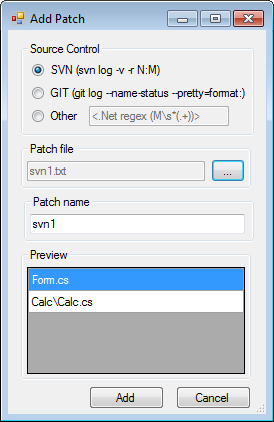 Add Patch
Source Control
SVN (svn log -v -r N:M)
GIT (git log --name-status --pretty=format:)
Other <.Net regex (M\s*(.+))>
Patch file
svn1.txt ...
Patch name
svn1
Preview
Form.cs
Calc\Calc.cs
Add Cancel